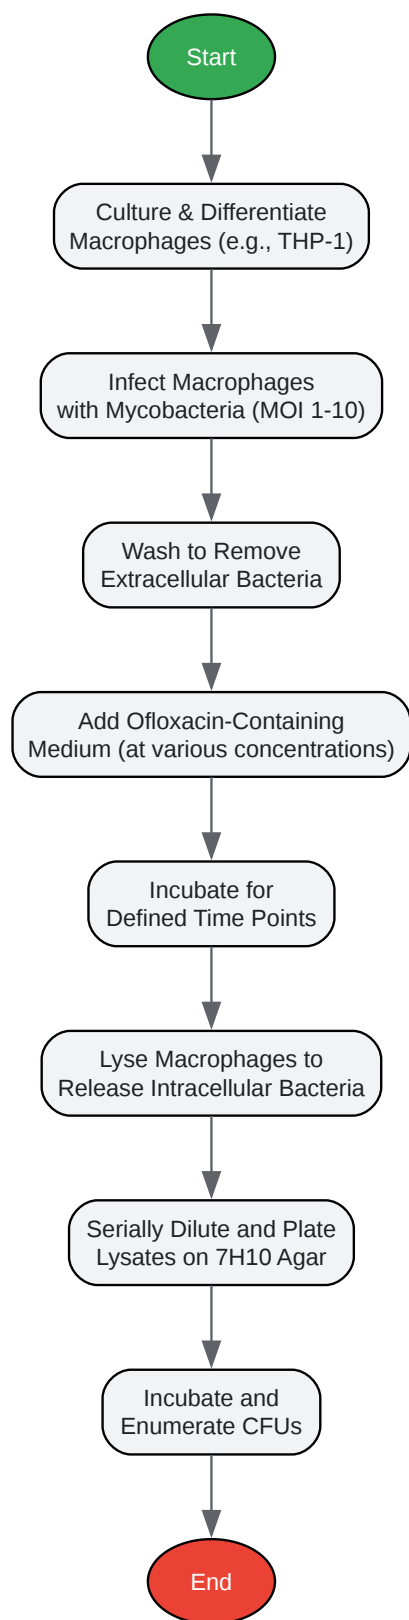 Start
Culture & Differentiate
Macrophages (e.g., THP-1)
Infect Macrophages
with Mycobacteria (MOI 1-10)
Wash to Remove
Extracellular Bacteria
Add Ofloxacin-Containing
Medium (at various concentrations)
Incubate for
Defined Time Points
Lyse Macrophages to
Release Intracellular Bacteria
Serially Dilute and Plate
Lysates on 7H10 Agar
Incubate and
Enumerate CFUs
End